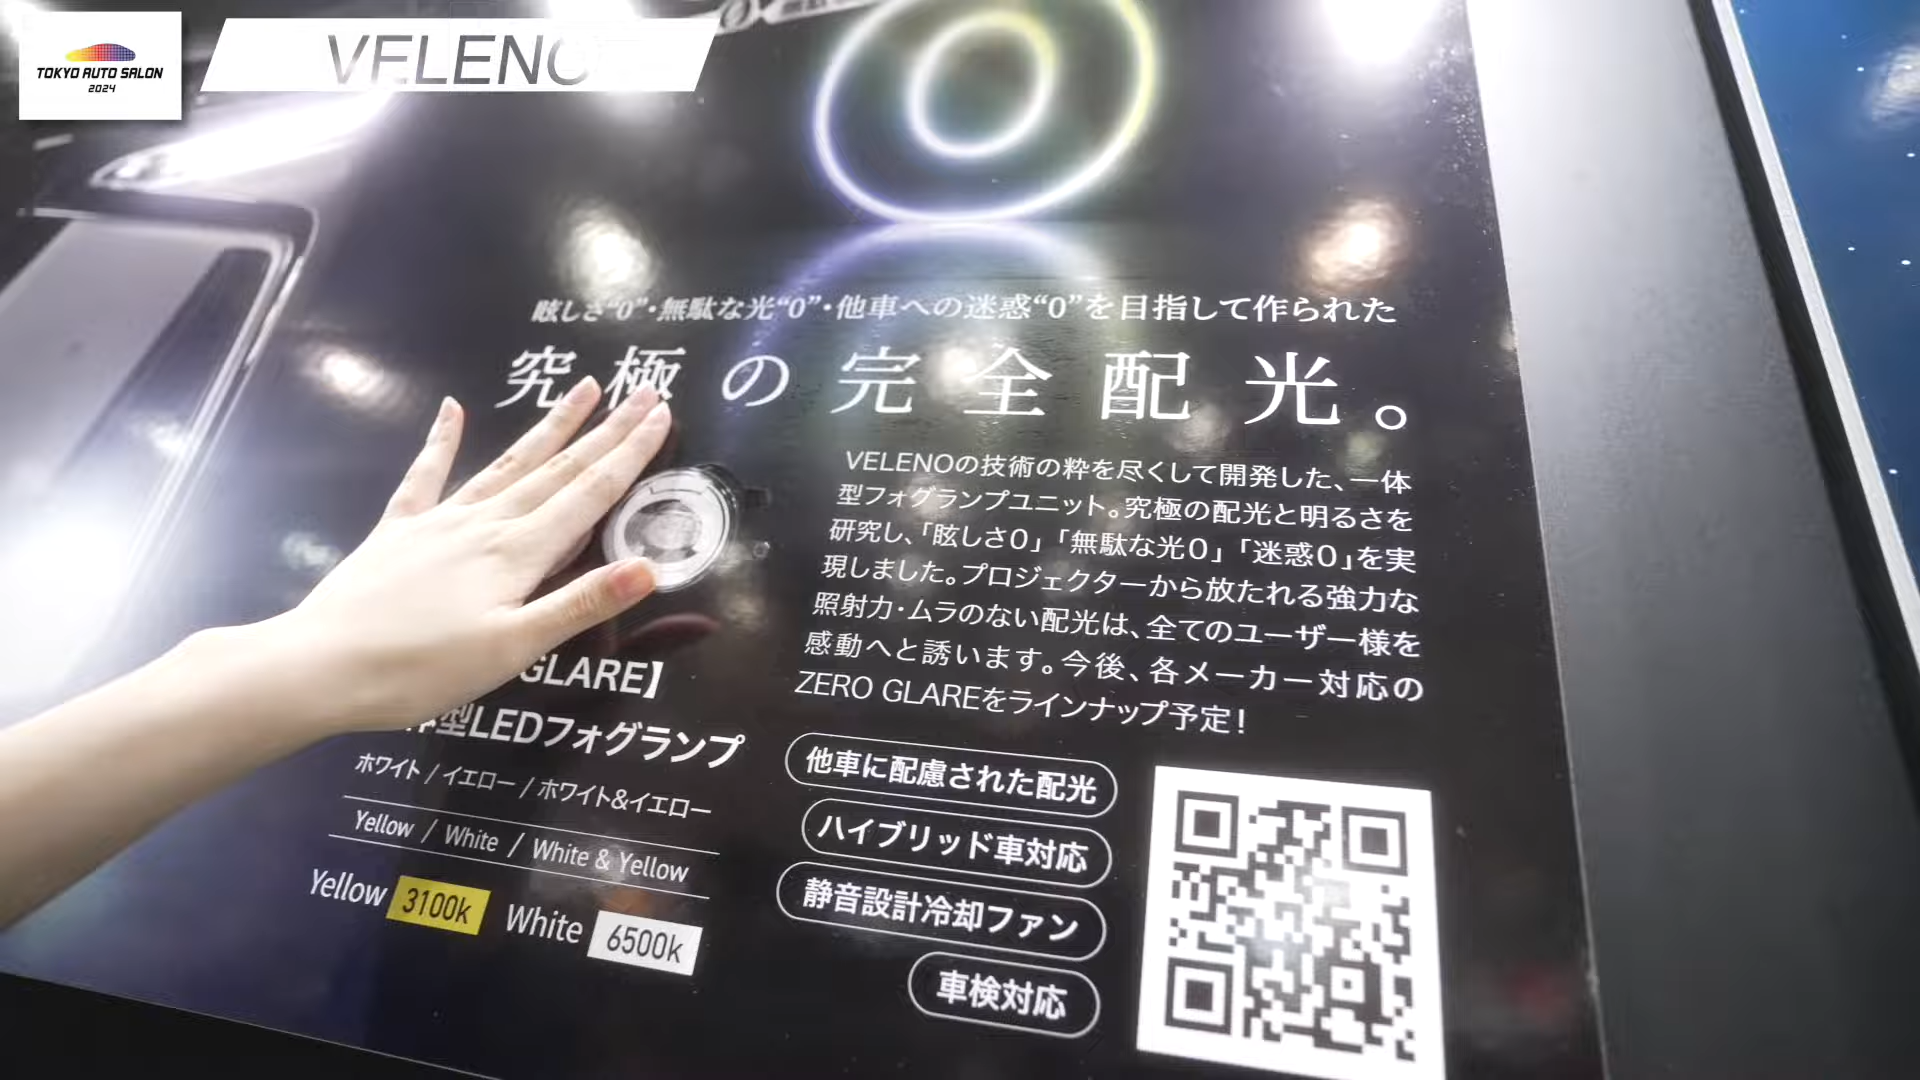 TOKYO AUTO SALON
2024
VELENO
眩しさ“0”・無駄な光“0”・他車への迷惑“0”を目指して作られた
究極の完全配光。
VELENOの技術の粋を尽くして開発した、一体
型フォグランプユニット。究極の配光と明るさを
研究し、「眩しさ0」「無駄な光0」「迷惑0」を実
現しました。プロジェクターから放たれる強力な
照射力・ムラのない配光は、全てのユーザー様を
感動へと誘います。今後、各メーカー対応の
ZERO GLAREをラインナップ予定!
GLARE】
型LEDフォグランプ
ホワイト / イエロー / ホワイト&イエロー
Yellow / White / White & Yellow
Yellow 3100k White 6500k
他車に配慮された配光
ハイブリッド車対応
静音設計冷却ファン
車検対応